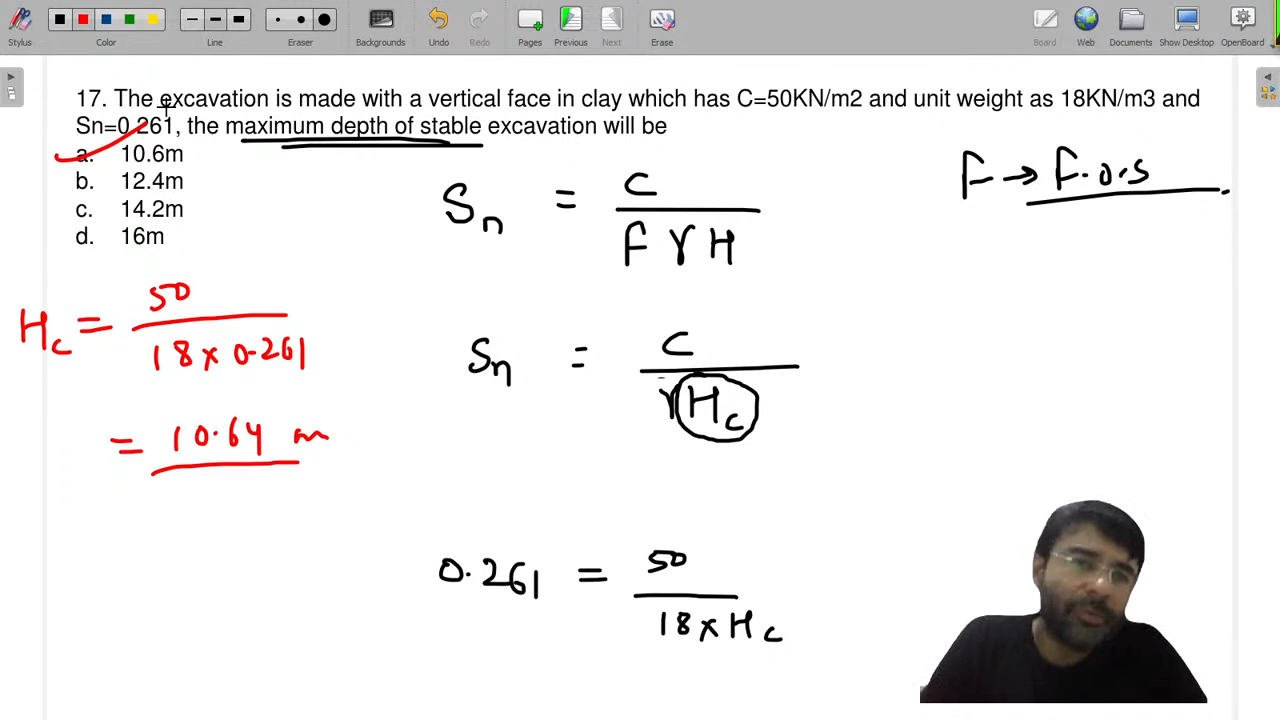 Stylus Color Line Eraser Backgrounds Undo Redo Pages Previous Next Erase Board Web Documents Show Desktop OpenBoard
17. The excavation is made with a vertical face in clay which has C=50KN/m2 and unit weight as 18KN/m3 and
Sn=0.261, the maximum depth of stable excavation will be
a. 10.6m
b. 12.4m
c. 14.2m
d. 16m
F → F.O.S
Sn = C
F γ H
Hc = 50
18 × 0.261
= 10.64 m
Sn = C
γHc
0.261 = 50
18 × Hc